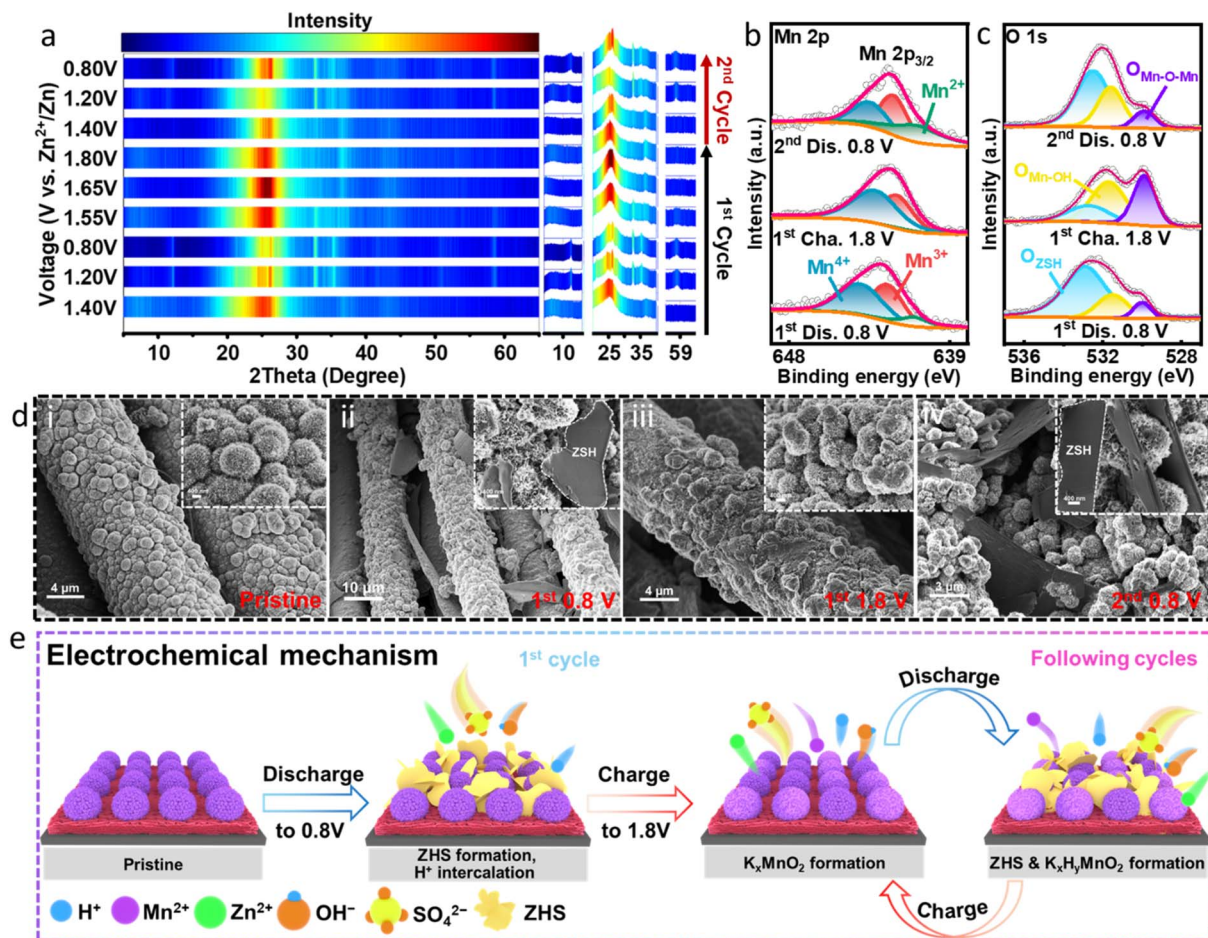 a
Intensity
Voltage (V vs. Zn²⁺/Zn)
0.80V
1.20V
1.40V
1.80V
1.65V
1.55V
0.80V
1.20V
1.40V
10 20 30 40 50 60
2Theta (Degree)
10 25 35 59
2nd Cycle
1st Cycle
b
Mn 2p
Mn 2p3/2
Mn²⁺
2nd Dis. 0.8 V
1st Cha. 1.8 V
Mn⁴⁺
Mn³⁺
1st Dis. 0.8 V
Intensity (a.u.)
648 639
Binding energy (eV)
c
O 1s
O Mn-O-Mn
2nd Dis. 0.8 V
O Mn-OH
1st Cha. 1.8 V
O ZSH
1st Dis. 0.8 V
Intensity (a.u.)
536 532 528
Binding energy (eV)
d
i
400 nm
4 µm
Pristine
ii
ZSH
400 nm
10 µm
1st 0.8 V
iii
4 µm
1st 1.8 V
iv
ZSH
400 nm
3 µm
2nd 0.8 V
e
Electrochemical mechanism
1st cycle
Following cycles
Discharge
to 0.8V
Charge
to 1.8V
Discharge
Charge
Pristine
ZHS formation,
H⁺ intercalation
KxMnO₂ formation
ZHS & KxHyMnO₂ formation
H⁺ Mn²⁺ Zn²⁺ OH⁻ SO₄²⁻ ZHS